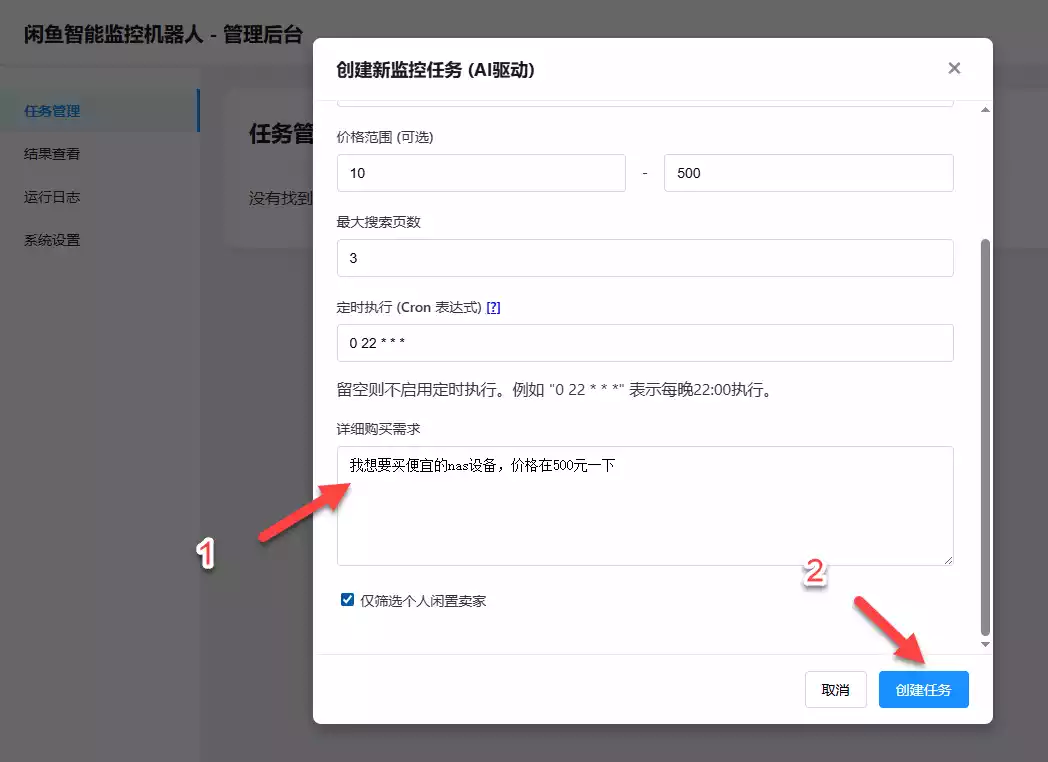 闲鱼智能监控机器人 - 管理后台
创建新监控任务 (AI驱动)
任务管理
结果查看
运行日志
系统设置
任务管
没有找到
价格范围 (可选)
10 - 500
最大搜索页数
3
定时执行 (Cron 表达式) [?]
0 22 * * *
留空则不启用定时执行。例如 "0 22 * * *" 表示每晚22:00执行。
详细购买需求
我想要买便宜的nas设备，价格在500元一下
1
2
仅筛选个人闲置卖家
取消
创建任务